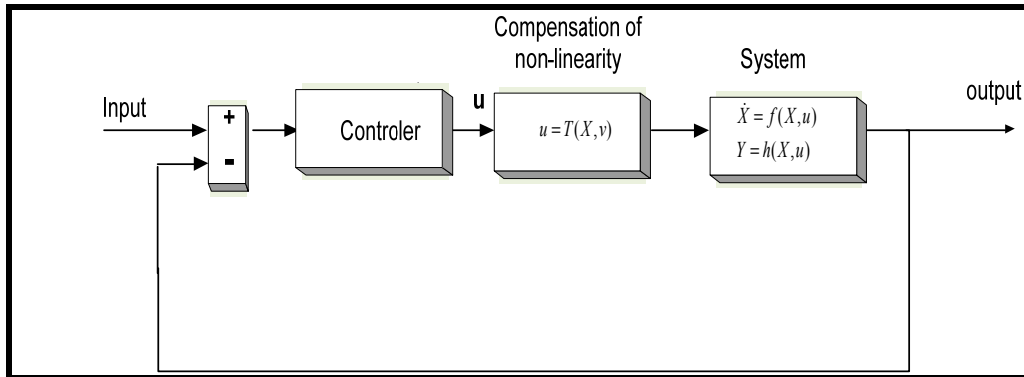 Compensation of
non-linearity
System
Input
+
-
Controler
u
u = T(X,v)
Ẋ = f(X,u)
Y = h(X,u)
output